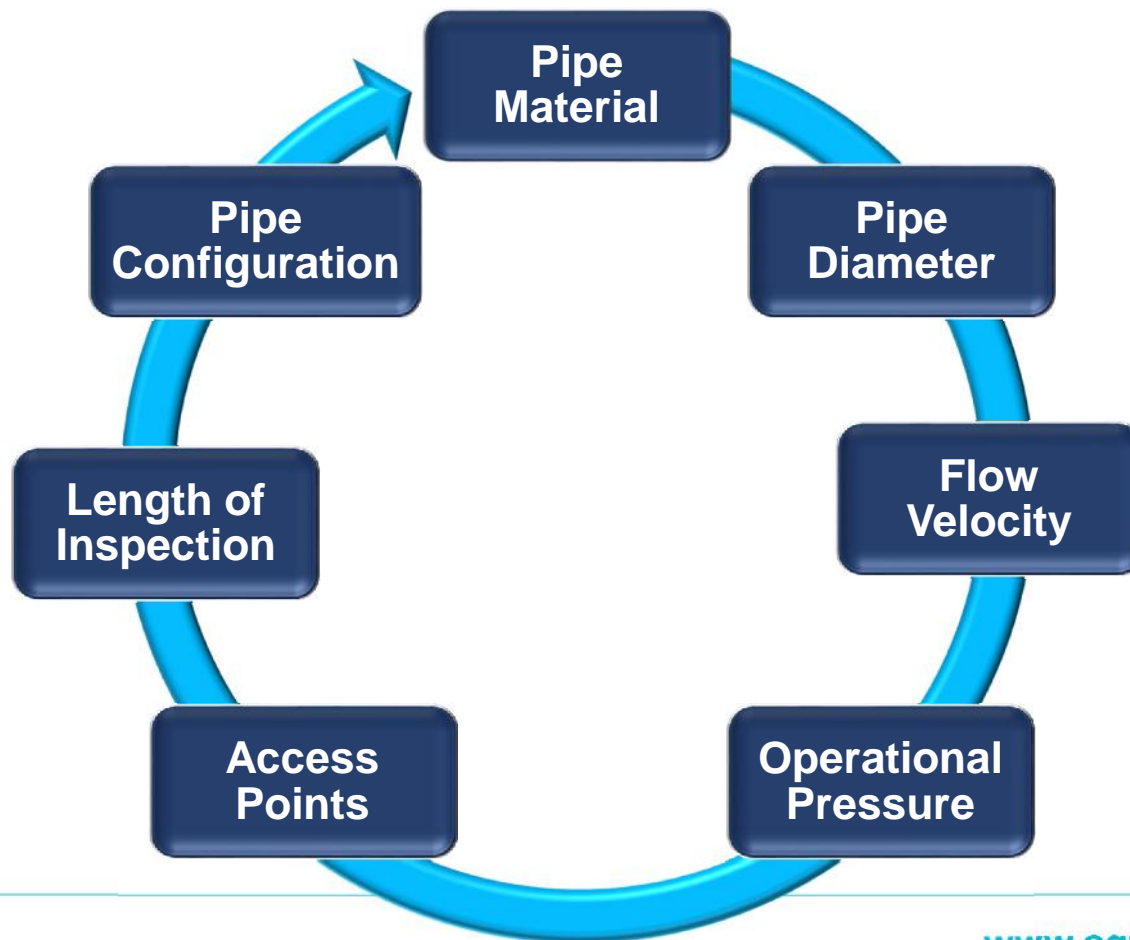 Pipe
Material
Pipe
Diameter
Flow
Velocity
Operational
Pressure
Access
Points
Length of
Inspection
Pipe
Configuration